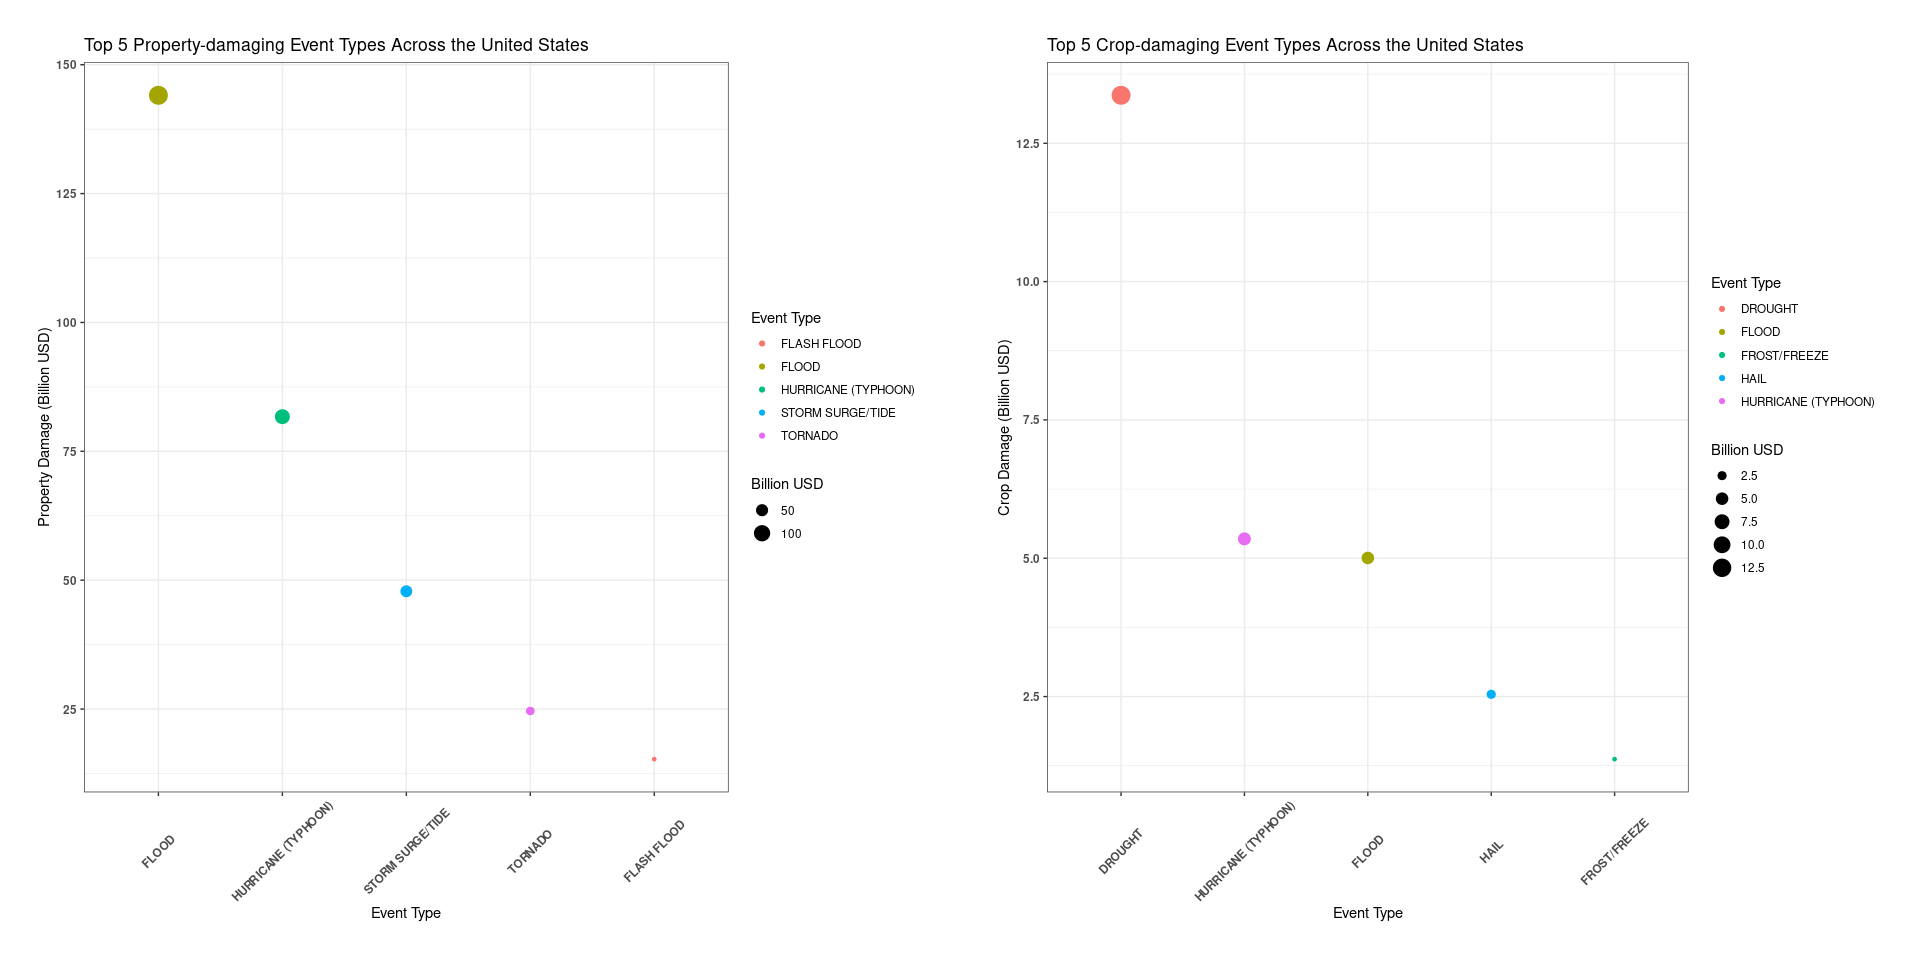 Top 5 Property-damaging Event Types Across the United States
150
125
100
75
50
25
Property Damage (Billion USD)
FLOOD
HURRICANE (TYPHOON)
STORM SURGE/TIDE
TORNADO
FLASH FLOOD
Event Type
Event Type
FLASH FLOOD
FLOOD
HURRICANE (TYPHOON)
STORM SURGE/TIDE
TORNADO
Billion USD
50
100
Top 5 Crop-damaging Event Types Across the United States
12.5
10.0
7.5
5.0
2.5
Crop Damage (Billion USD)
DROUGHT
HURRICANE (TYPHOON)
FLOOD
HAIL
FROST/FREEZE
Event Type
Event Type
DROUGHT
FLOOD
FROST/FREEZE
HAIL
HURRICANE (TYPHOON)
Billion USD
2.5
5.0
7.5
10.0
12.5